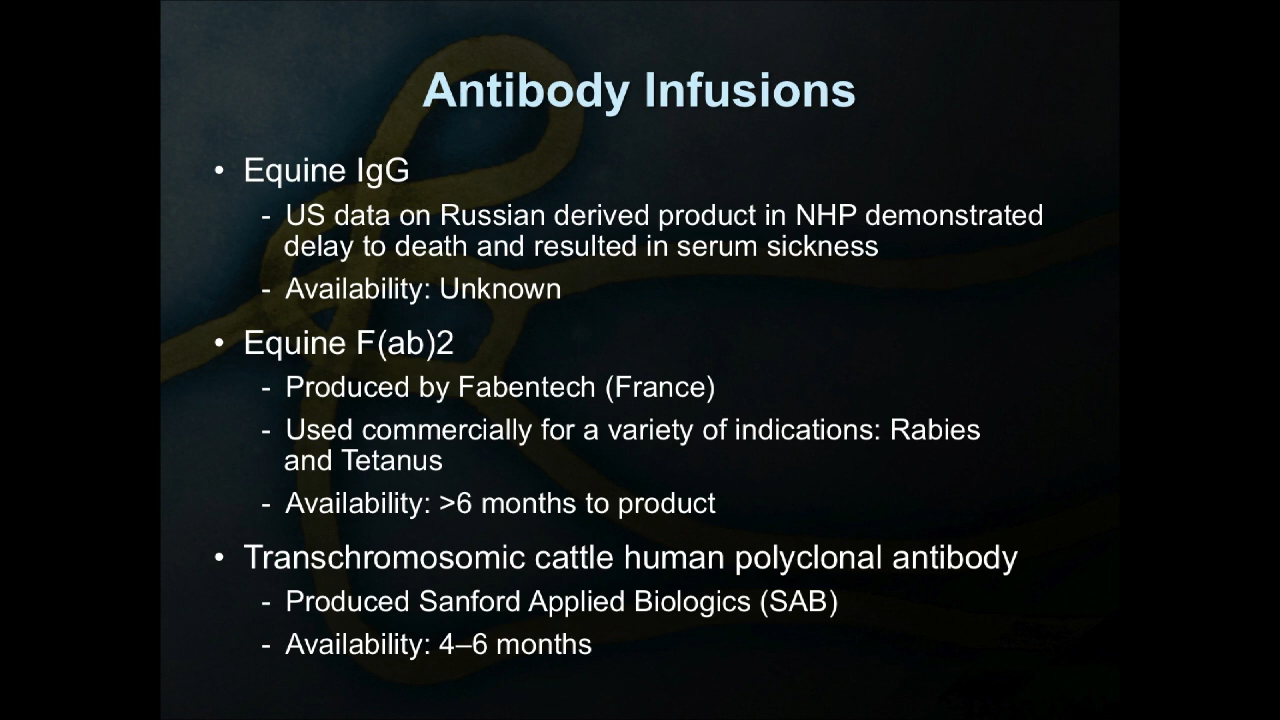 Antibody Infusions
• Equine IgG
- US data on Russian derived product in NHP demonstrated
delay to death and resulted in serum sickness
- Availability: Unknown
• Equine F(ab)2
- Produced by Fabentech (France)
- Used commercially for a variety of indications: Rabies
and Tetanus
- Availability: >6 months to product
• Transchromosomic cattle human polyclonal antibody
- Produced Sanford Applied Biologics (SAB)
- Availability: 4–6 months